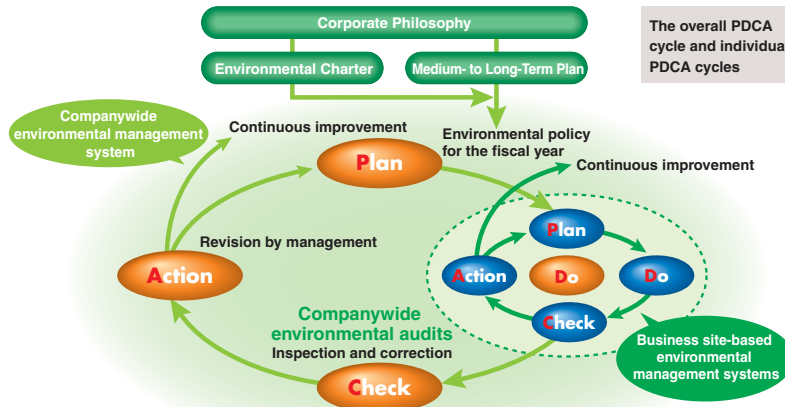 Corporate Philosophy
The overall PDCA
cycle and individua
PDCA cycles
Environmental Charter
Medium- to Long-Term Plan
Companywide
environmental management
system
Continuous improvement
Environmental policy
for the fiscal year
Continuous improvement
Plan
Plan
Revision by management
Action
Action
Do
Do
Check
Companywide
environmental audits
Inspection and correction
Business site-based
environmental
management systems
Check